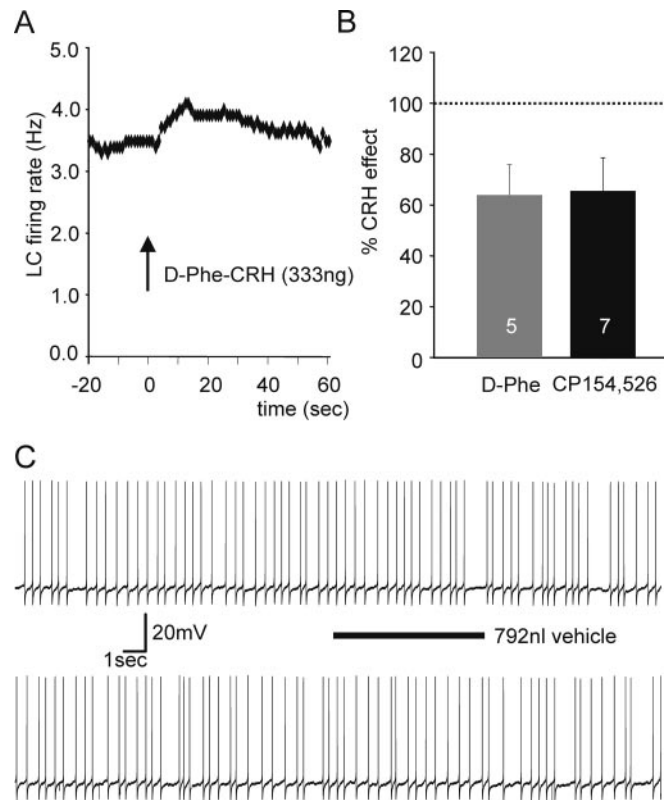 A
5.0
4.0
3.0
2.0
1.0
0.0
LC firing rate (Hz)
D-Phe-CRH (333ng)
-20 0 20 40 60
time (sec)
B
120
100
80
60
40
20
0
% CRH effect
5 7
D-Phe CP154,526
C
20mV
1sec
792nl vehicle